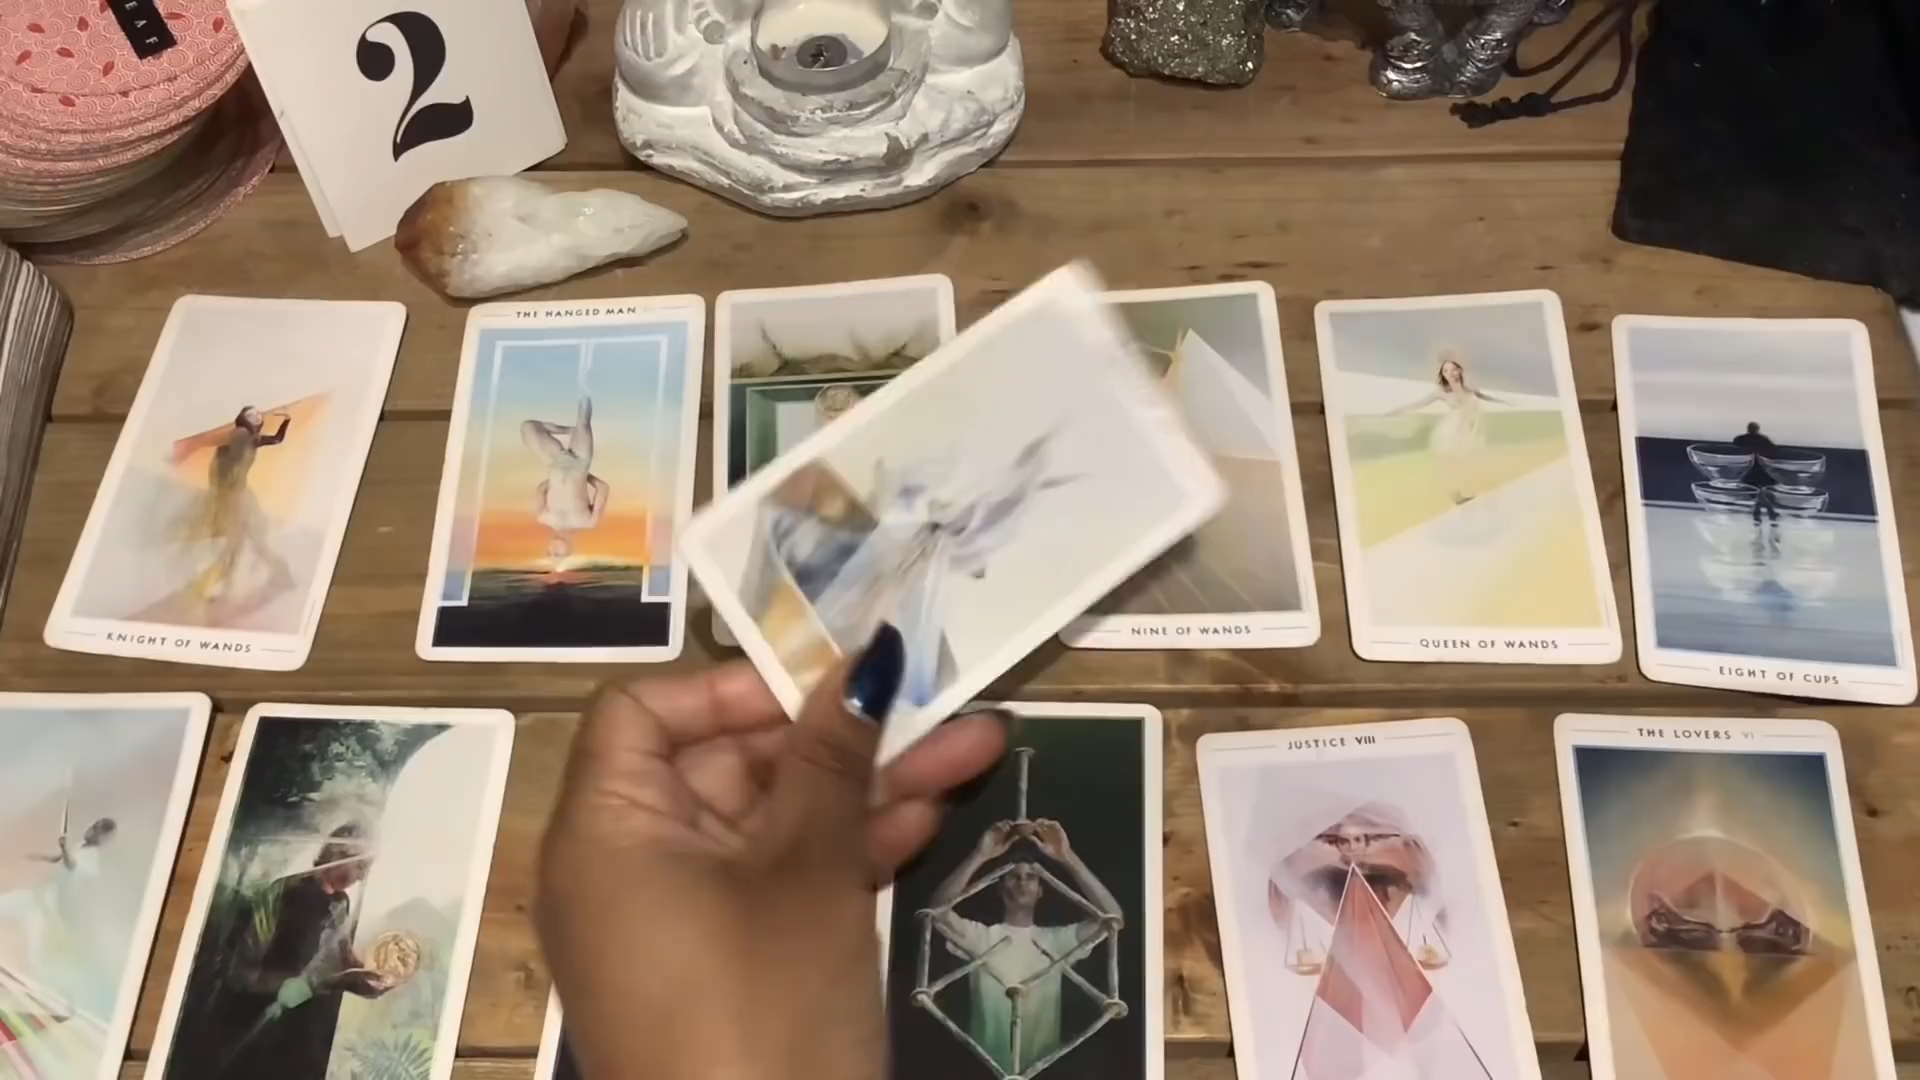 EAF
2
THE HANGED MAN
KNIGHT OF WANDS
NINE OF WANDS
QUEEN OF WANDS
EIGHT OF CUPS
JUSTICE VIII
THE LOVERS VI